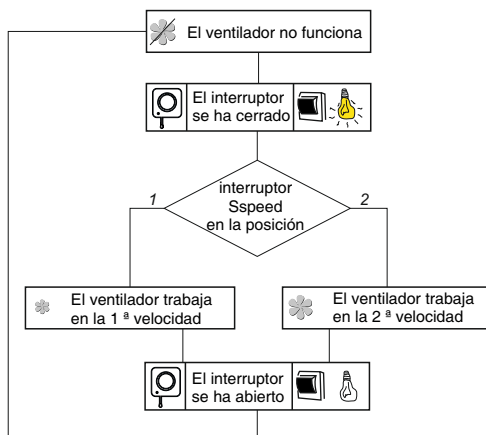 El ventilador no funciona
El interruptor
se ha cerrado
1
interruptor
Sspeed
en la posición
2
El ventilador trabaja
en la 1 ª velocidad
El ventilador trabaja
en la 2 ª velocidad
El interruptor
se ha abierto